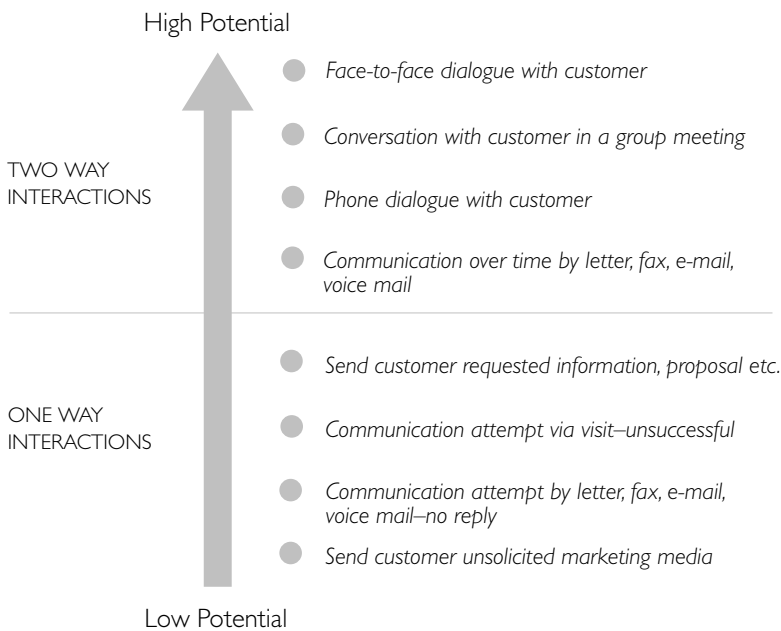 High Potential
Face-to-face dialogue with customer
Conversation with customer in a group meeting
TWO WAY
INTERACTIONS
Phone dialogue with customer
Communication over time by letter, fax, e-mail,
voice mail
Send customer requested information, proposal etc.
ONE WAY
INTERACTIONS
Communication attempt via visit–unsuccessful
Communication attempt by letter, fax, e-mail,
voice mail–no reply
Send customer unsolicited marketing media
Low Potential